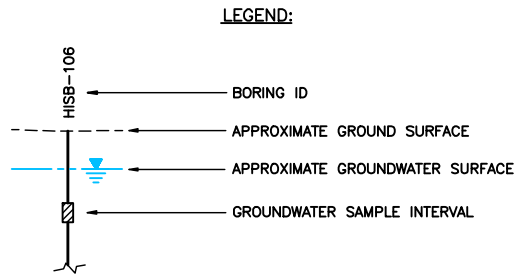 LEGEND:
HISB-106
BORING ID
APPROXIMATE GROUND SURFACE
APPROXIMATE GROUNDWATER SURFACE
GROUNDWATER SAMPLE INTERVAL